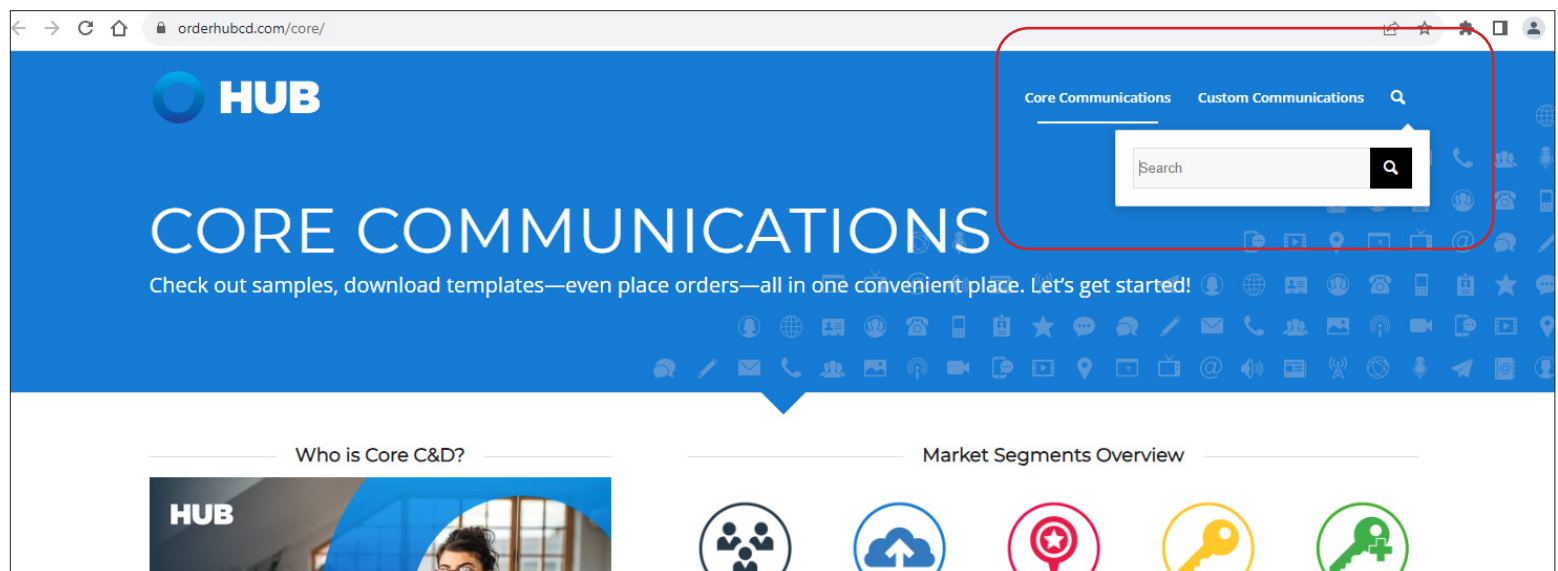 orderhubcd.com/core/
HUB
Core Communications Custom Communications
Search
CORE COMMUNICATIONS
Check out samples, download templates—even place orders—all in one convenient place. Let’s get started!
Who is Core C&D?
Market Segments Overview
HUB